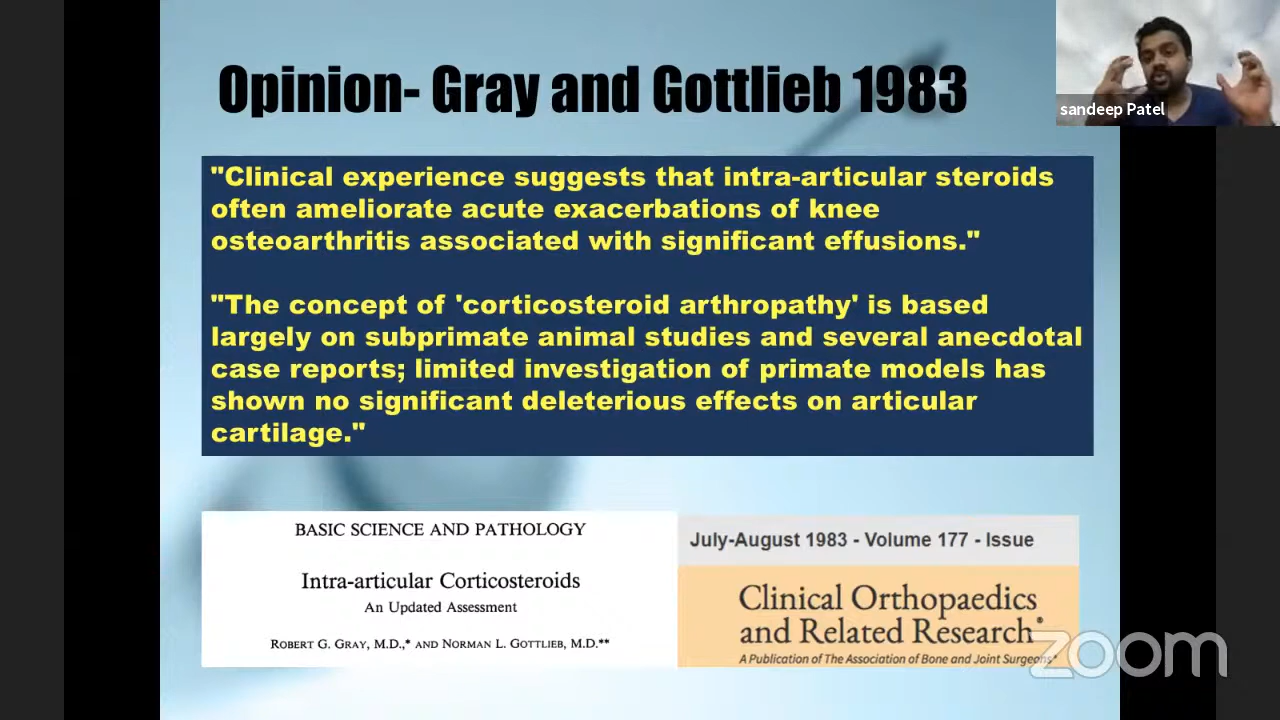 Opinion- Gray and Gottlieb 1983
sandeep Patel
"Clinical experience suggests that intra-articular steroids
often ameliorate acute exacerbations of knee
osteoarthritis associated with significant effusions."
"The concept of 'corticosteroid arthropathy' is based
largely on subprimate animal studies and several anecdotal
case reports; limited investigation of primate models has
shown no significant deleterious effects on articular
cartilage."
BASIC SCIENCE AND PATHOLOGY
Intra-articular Corticosteroids
An Updated Assessment
ROBERT G. GRAY, M.D.,* AND NORMAN L. GOTTLIEB, M.D.**
July-August 1983 - Volume 177 - Issue
Clinical Orthopaedics
and Related Research®
A Publication of The Association of Bone and Joint Surgeons®
zoom